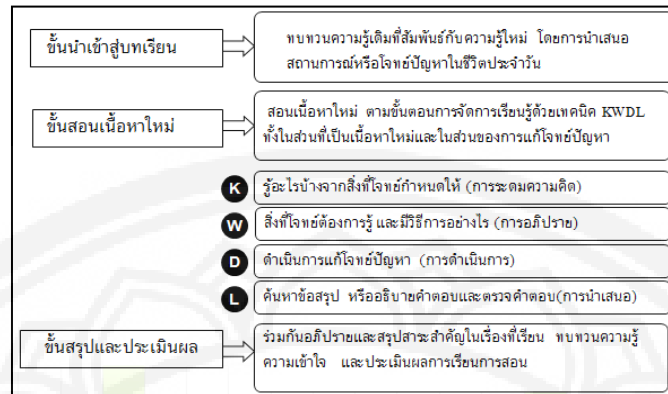 ขั้นนำเข้าสู่บทเรียน
ทบทวนความรู้เดิมที่สัมพันธ์กับความรู้ใหม่ โดยการนำเสนอ
สถานการณ์หรือโจทย์ปัญหาในชีวิตประจำวัน
ขั้นสอนเนื้อหาใหม่
สอนเนื้อหาใหม่ ตามขั้นตอนการจัดการเรียนรู้ด้วยเทคนิค KWDL
ทั้งในส่วนที่เป็นเนื้อหาใหม่และในส่วนของการแก้โจทย์ปัญหา
K รู้อะไรบ้างจากสิ่งที่โจทย์กำหนดให้ (การระดมความคิด)
W สิ่งที่โจทย์ต้องการรู้ และมีวิธีการอย่างไร (การอภิปราย)
D ดำเนินการแก้โจทย์ปัญหา (การดำเนินการ)
L ค้นหาข้อสรุป หรืออธิบายคำตอบและตรวจคำตอบ(การนำเสนอ)
ขั้นสรุปและประเมินผล
ร่วมกันอภิปรายและสรุปสาระสำคัญในเรื่องที่เรียน ทบทวนความรู้
ความเข้าใจ และประเมินผลการเรียนการสอน